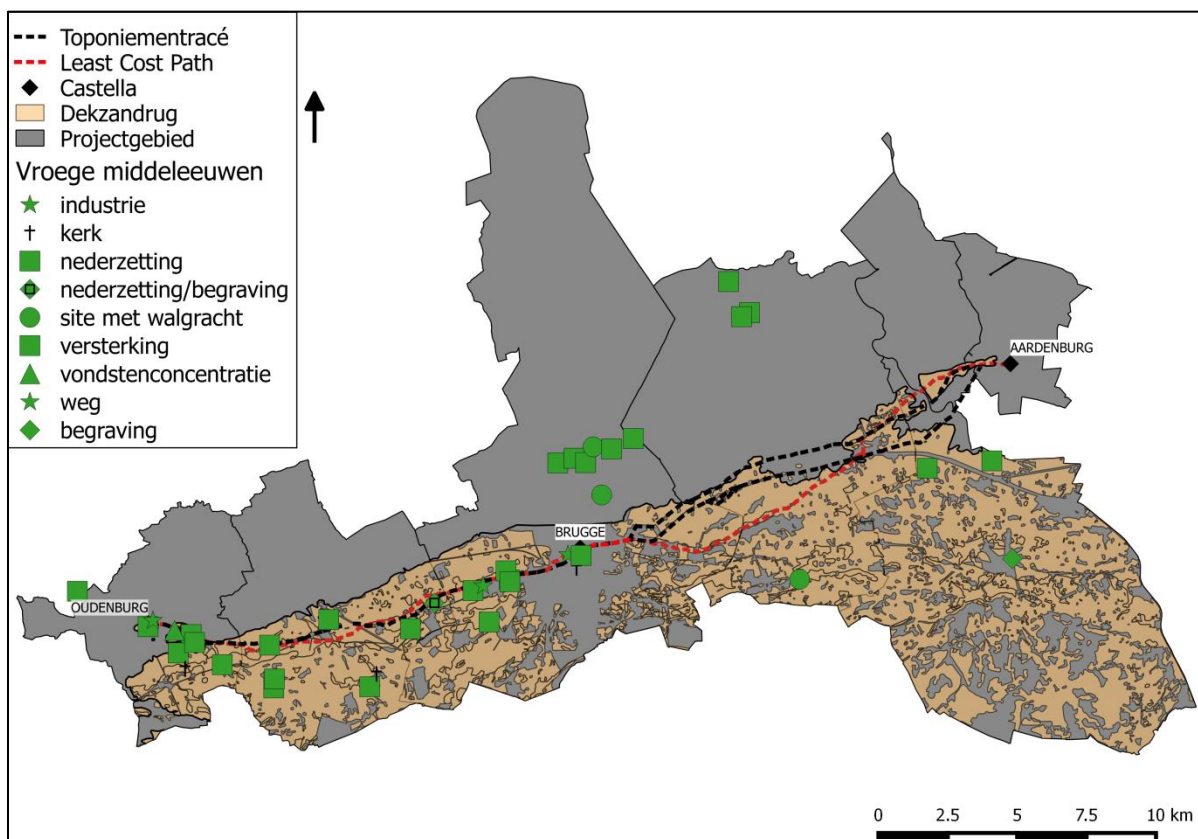 Toponiementracé
Least Cost Path
Castella
Dekzandrug
Projectgebied
Vroege middeleeuwen
industrie
kerk
nederzetting
nederzetting/begraving
site met walgracht
versterking
vondstenconcentratie
weg
begraving
AARDENBURG
BRUGGE
OUDENBURG
0 2.5 5 7.5 10 km